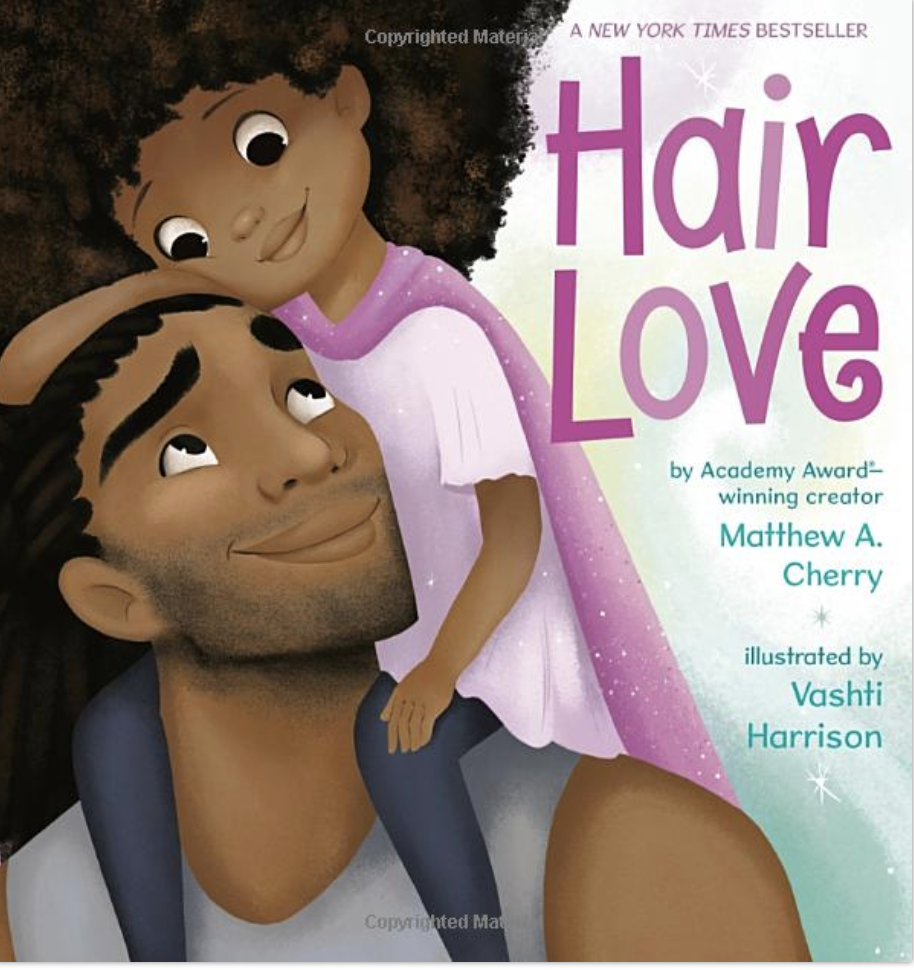 Copyrighted Material
A NEW YORK TIMES BESTSELLER
Hair
Love
by Academy Award®–
winning creator
Matthew A.
Cherry
illustrated by
Vashti
Harrison
Copyrighted Mat